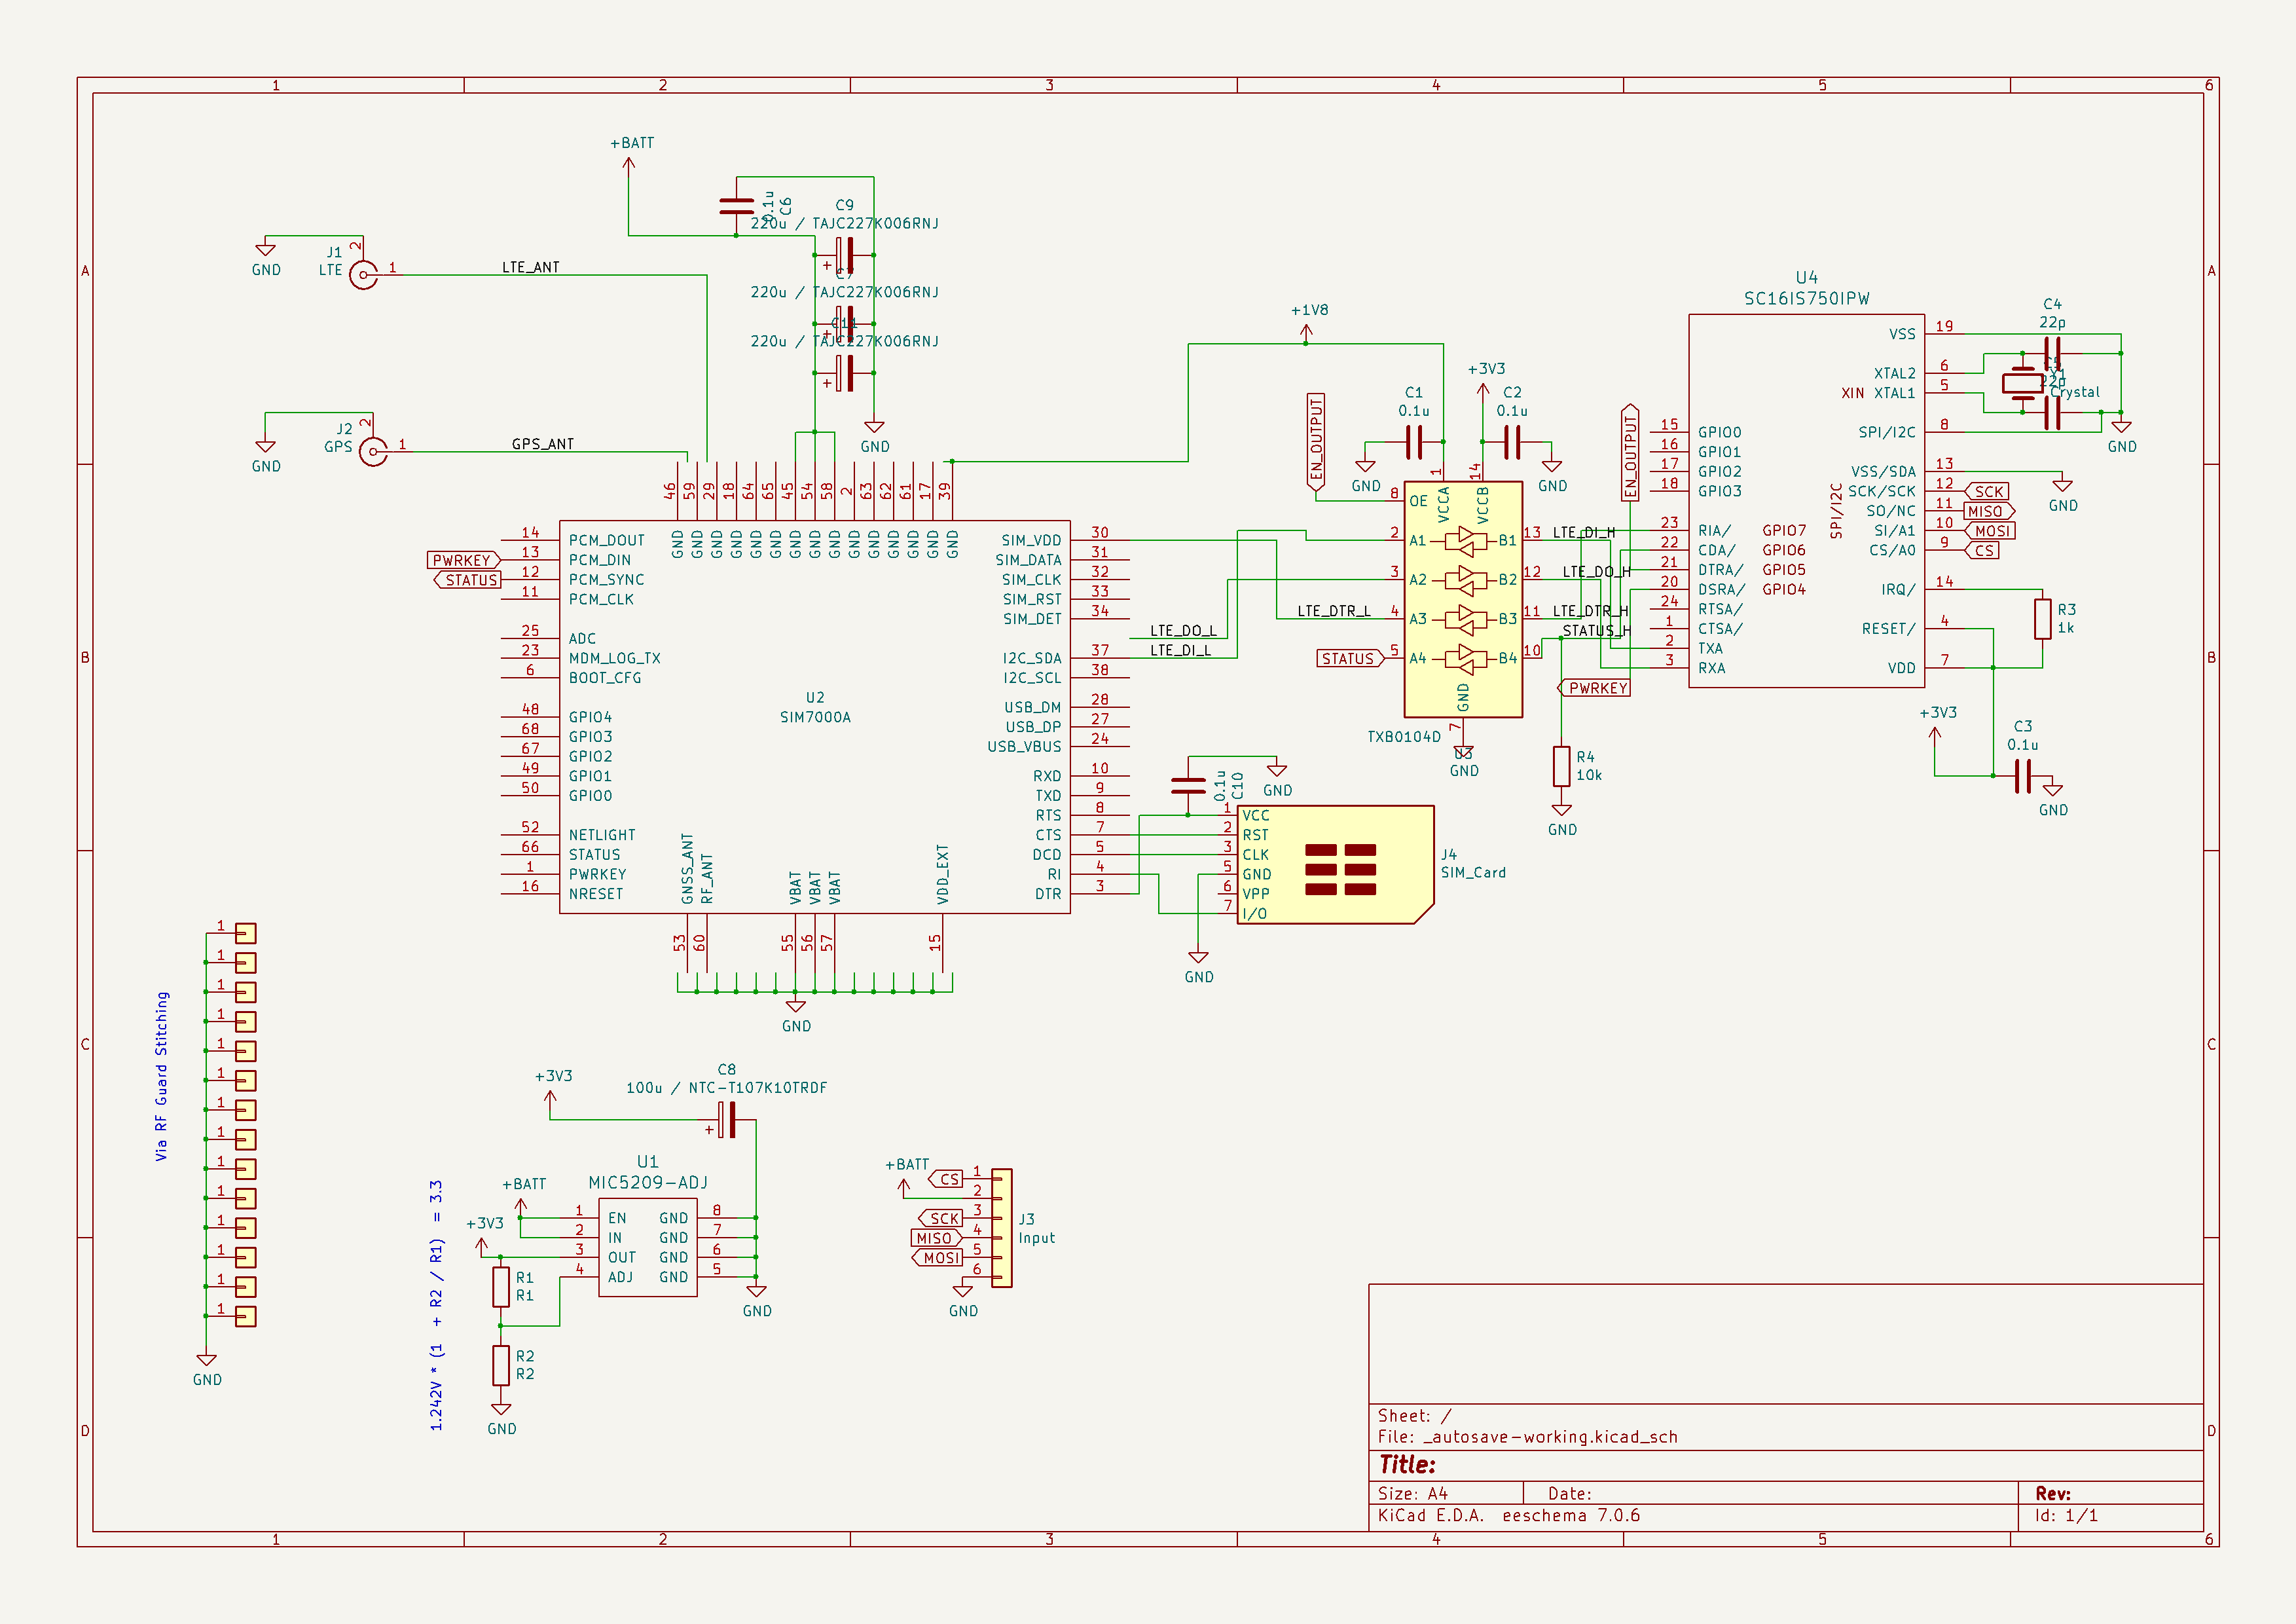 1 2 3 4 5 6
A A
B B
C C
D D
1 2 3 4 5 6
+BATT
0.1u
C6
C9
220u / TAJC227K006RNJ
C7
220u / TAJC227K006RNJ
C11
220u / TAJC227K006RNJ
GND
GND
J1
LTE
2
1
LTE_ANT
GND
J2
GPS
2
1
GPS_ANT
46 59 29 18 64 65 45 54 58 2 63 62 61 17 39
GND GND GND GND GND GND GND GND GND GND GND GND GND GND GND
14 PCM_DOUT
PWRKEY 13 PCM_DIN
STATUS 12 PCM_SYNC
11 PCM_CLK
25 ADC
23 MDM_LOG_TX
6 BOOT_CFG
48 GPIO4
68 GPIO3
67 GPIO2
49 GPIO1
50 GPIO0
52 NETLIGHT
66 STATUS
1 PWRKEY
16 NRESET
U2
SIM7000A
SIM_VDD 30
SIM_DATA 31
SIM_CLK 32
SIM_RST 33
SIM_DET 34
I2C_SDA 37
I2C_SCL 38
USB_DM 28
USB_DP 27
USB_VBUS 24
RXD 10
TXD 9
RTS 8
CTS 7
DCD 5
RI 4
DTR 3
GNSS_ANT RF_ANT VBAT VBAT VBAT VDD_EXT
53 60 55 56 57 15
GND
LTE_DO_L
LTE_DI_L
LTE_DTR_L
+1V8
EN_OUTPUT
C1
0.1u
GND
+3V3
C2
0.1u
GND
1 14
VCCA VCCB
8 OE
2 A1 B1 13
3 A2 B2 12
4 A3 B3 11
STATUS 5 A4 B4 10
GND
7
TXB0104D
U3
GND
LTE_DI_H
LTE_DO_H
LTE_DTR_H
STATUS_H
PWRKEY
EN_OUTPUT
R4
10k
GND
U4
SC16IS750IPW
15 GPIO0
16 GPIO1
17 GPIO2
18 GPIO3
23 RIA/ GPIO7
22 CDA/ GPIO6
21 DTRA/ GPIO5
20 DSRA/ GPIO4
24 RTSA/
1 CTSA/
2 TXA
3 RXA
SPI/I2C
VSS 19
XTAL2 6
XIN XTAL1 5
SPI/I2C 8
VSS/SDA 13
SCK/SCK 12 SCK
SO/NC 11 MISO
SI/A1 10 MOSI
CS/A0 9 CS
IRQ/ 14
RESET/ 4
VDD 7
C4
22p
C5
22p
Y1
Crystal
GND
GND
R3
1k
+3V3
C3
0.1u
GND
0.1u
C10
GND
1 VCC
2 RST
3 CLK
5 GND
6 VPP
7 I/O
J4
SIM_Card
GND
1
1
1
1
1
1
1
1
1
1
1
1
1
1
Via RF Guard Stitching
GND
+3V3
C8
100u / NTC-T107K10TRDF
U1
MIC5209-ADJ
+BATT
+3V3
1 EN GND 8
2 IN GND 7
3 OUT GND 6
4 ADJ GND 5
R1
R1
R2
R2
GND
GND
1.242V * (1  + R2 / R1)  = 3.3
+BATT
CS 1
2
SCK 3
MISO 4
MOSI 5
6
GND
J3
Input
Sheet: /
File: _autosave-working.kicad_sch
Title:
Size: A4 Date: Rev:
KiCad E.D.A.  eeschema 7.0.6 Id: 1/1